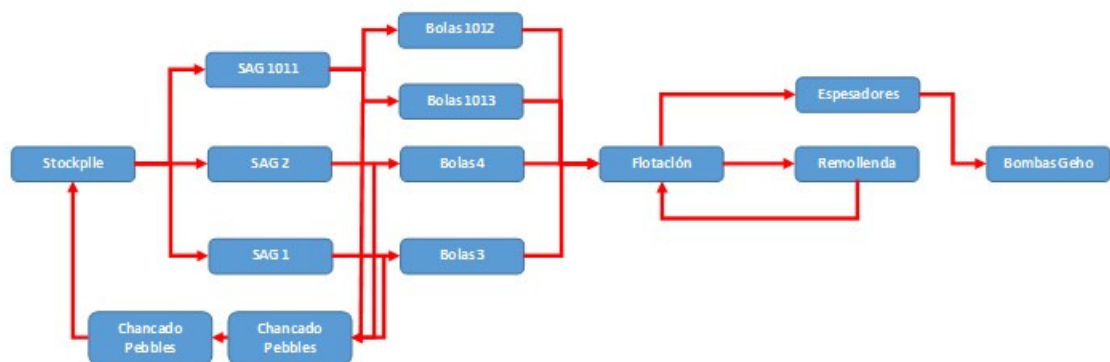 Bolas 1012
SAG 1011
Espesadores
Bolas 1013
Stockpile
SAG 2
Bolas 4
Flotación
Remollenda
Bombas Geho
SAG 1
Bolas 3
Chancado
Pebbles
Chancado
Pebbles